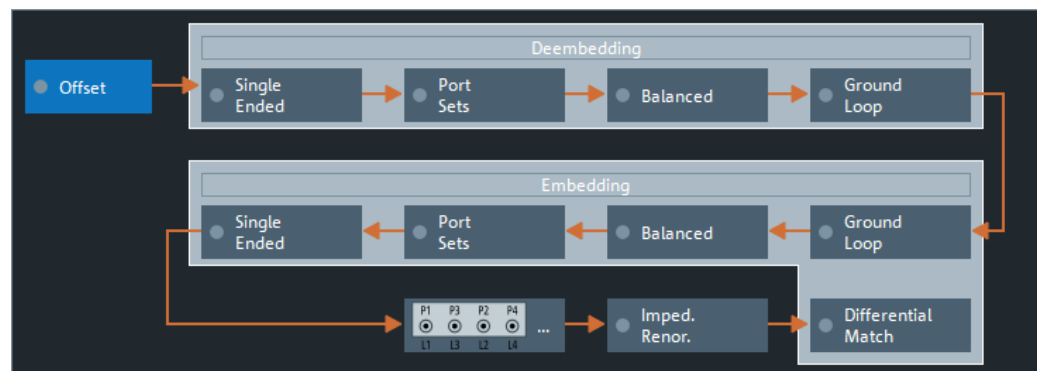 Deembedding
Offset
Single
Ended
Port
Sets
Balanced
Ground
Loop
Embedding
Single
Ended
Port
Sets
Balanced
Ground
Loop
P1 P3 P2 P4
...
L1 L3 L2 L4
Imped.
Renor.
Differential
Match